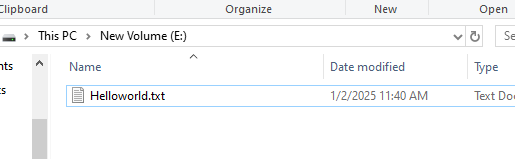 Clipboard Organize New Open
This PC > New Volume (E:)
Name Date modified Type
Helloworld.txt 1/2/2025 11:40 AM Text